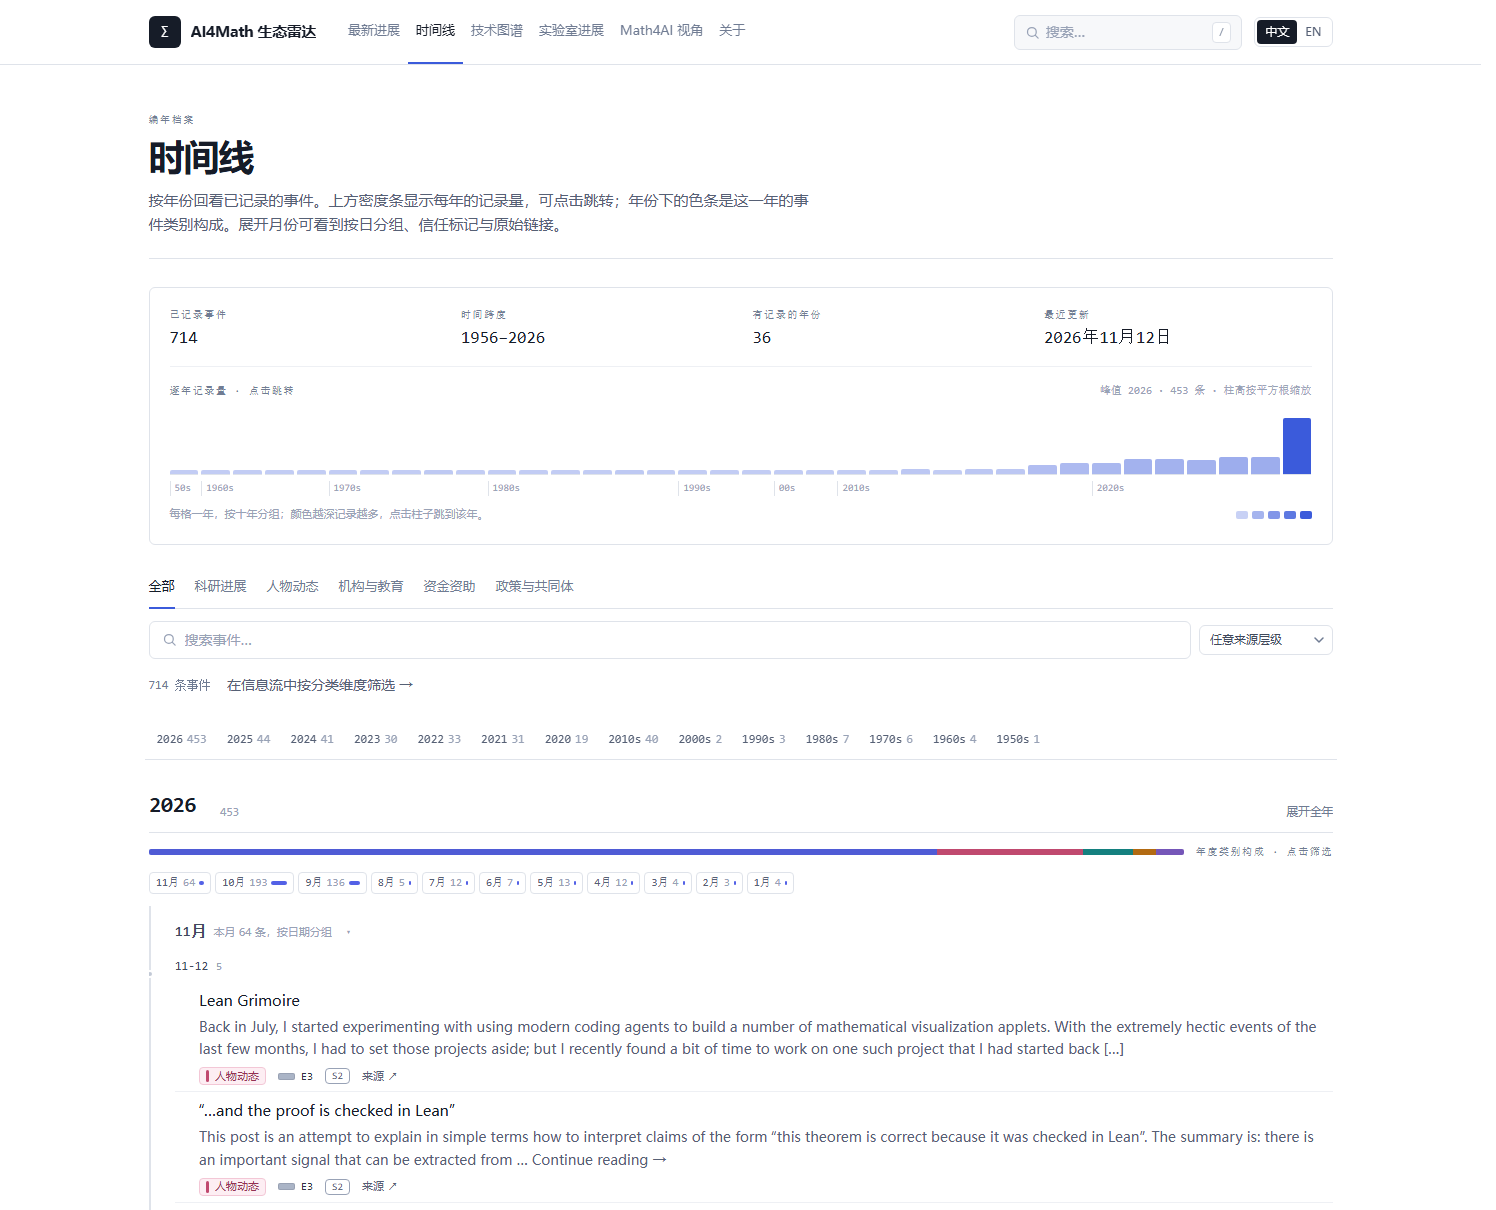 Σ AI4Math 生态雷达 最新进展 时间线 技术图谱 实验室进展 Math4AI 视角 关于 搜索... / 中文 EN
编年档案
时间线
按年份回看已记录的事件。上方密度条显示每年的记录量，可点击跳转；年份下的色条是这一年的事
件类别构成。展开月份可看到按日分组、信任标记与原始链接。
已记录事件 时间跨度 有记录的年份 最近更新
714 1956–2026 36 2026年11月12日
逐年记录量 · 点击跳转 峰值 2026 · 453 条 · 柱高按平方根缩放
50s 1960s 1970s 1980s 1990s 00s 2010s 2020s
每格一年，按十年分组；颜色越深记录越多，点击柱子跳到该年。
全部 科研进展 人物动态 机构与教育 资金资助 政策与共同体
搜索事件... 任意来源层级
714 条事件 在信息流中按分类维度筛选 →
2026 453 2025 44 2024 41 2023 30 2022 33 2021 31 2020 19 2010s 40 2000s 2 1990s 3 1980s 7 1970s 6 1960s 4 1950s 1
2026 453 展开全年
年度类别构成 · 点击筛选
11月 64 10月 193 9月 136 8月 5 7月 12 6月 7 5月 13 4月 12 3月 4 2月 3 1月 4
11月 本月 64 条，按日期分组
11-12 5
Lean Grimoire
Back in July, I started experimenting with using modern coding agents to build a number of mathematical visualization applets. With the extremely hectic events of the
last few months, I had to set those projects aside; but I recently found a bit of time to work on one such project that I had started back […]
人物动态 E3 S2 来源 ↗
“…and the proof is checked in Lean”
This post is an attempt to explain in simple terms how to interpret claims of the form “this theorem is correct because it was checked in Lean”. The summary is: there is
an important signal that can be extracted from … Continue reading →
人物动态 E3 S2 来源 ↗